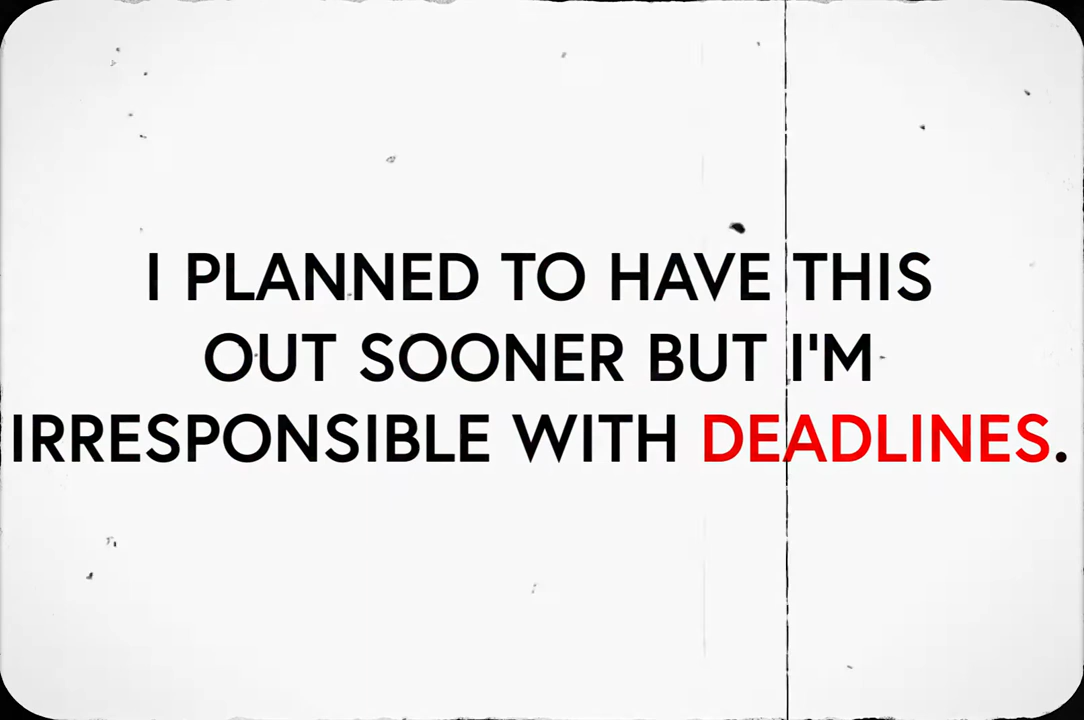 I PLANNED TO HAVE THIS
OUT SOONER BUT I'M
IRRESPONSIBLE WITH DEADLINES.